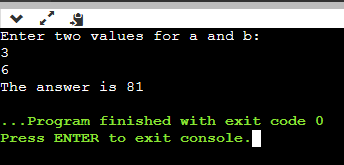 Enter two values for a and b:
3
6
The answer is 81
...Program finished with exit code 0
Press ENTER to exit console.